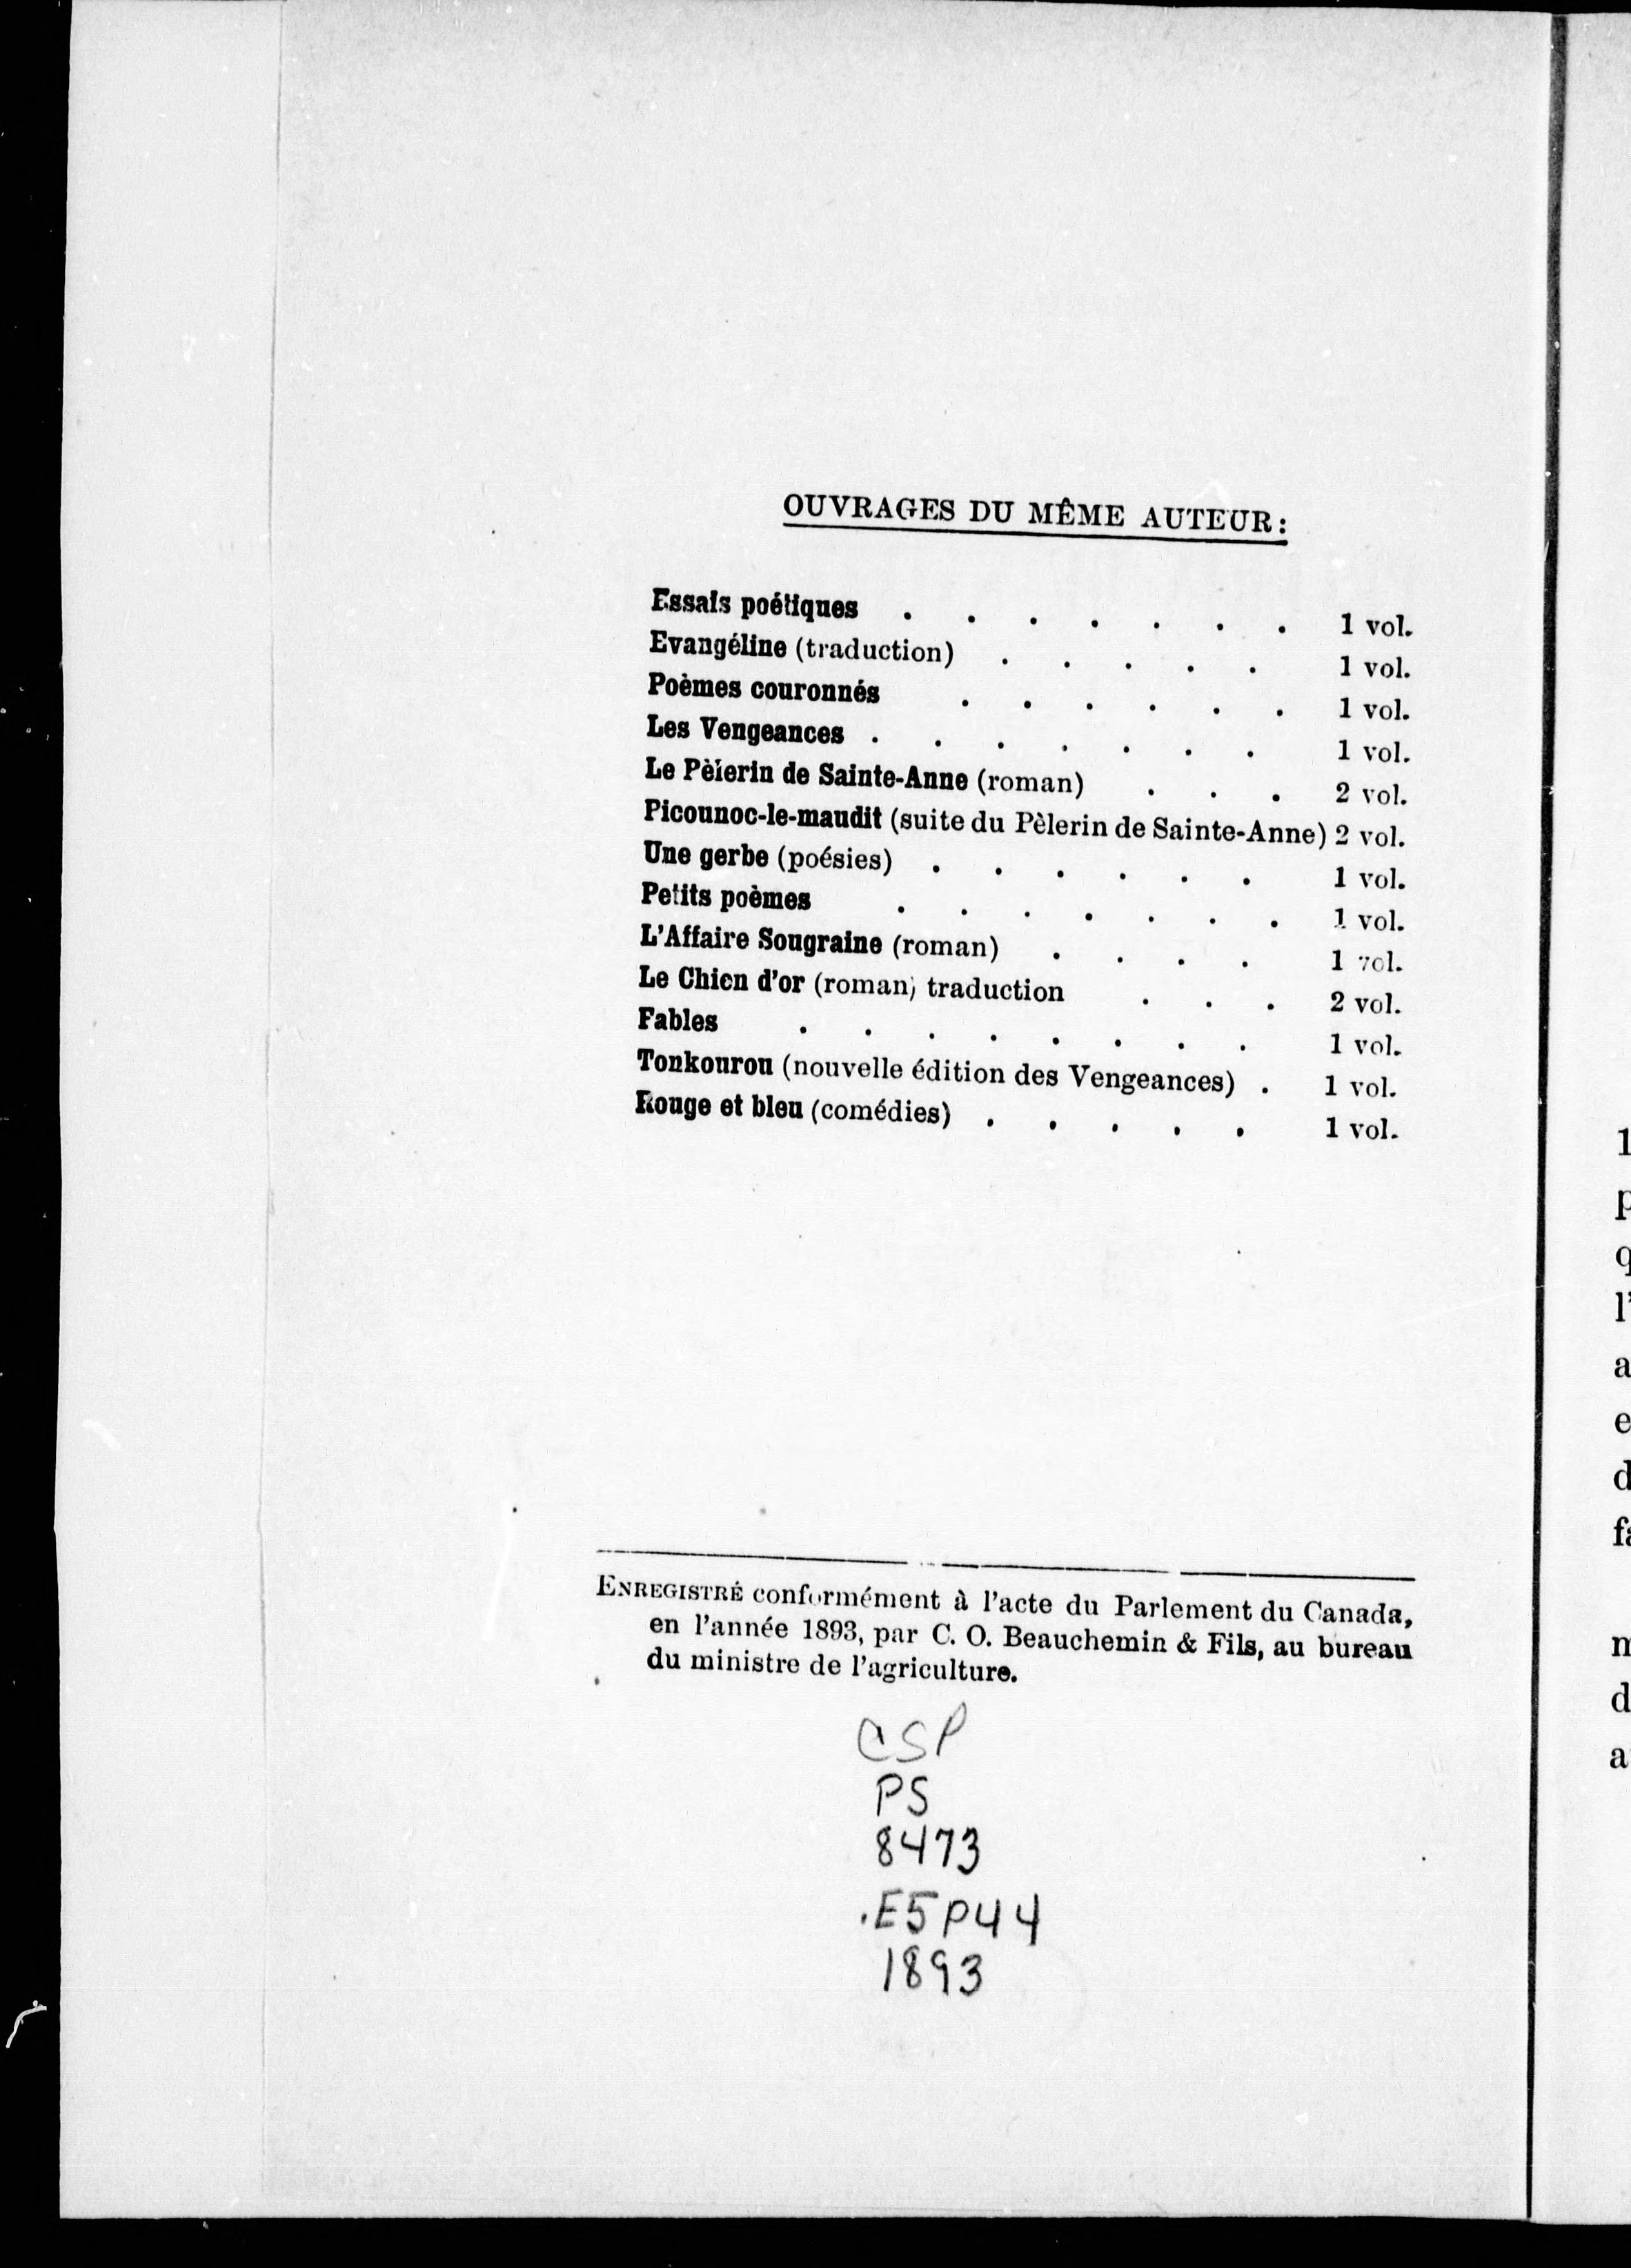 OUVRAGES DU MÊME AUTEUR:
Essais poétiques . . . . . . . 1 vol.
Evangéline (traduction) . . . . . 1 vol.
Poèmes couronnés . . . . . . 1 vol.
Les Vengeances . . . . . . . 1 vol.
Le Pèlerin de Sainte-Anne (roman) . . . 2 vol.
Picounoc-le-maudit (suite du Pèlerin de Sainte-Anne) 2 vol.
Une gerbe (poésies) . . . . . . 1 vol.
Petits poèmes . . . . . . . 1 vol.
L'Affaire Sougraine (roman) . . . . 1 vol.
Le Chien d'or (roman) traduction . . . 2 vol.
Fables . . . . . . . . 1 vol.
Tonkourou (nouvelle édition des Vengeances) . 1 vol.
Rouge et bleu (comédies) . . . . . 1 vol.
ENREGISTRÉ conformément à l'acte du Parlement du Canada,
en l'année 1893, par C. O. Beauchemin & Fils, au bureau
du ministre de l'agriculture.
CSP
PS
8473
.E5P44
1893